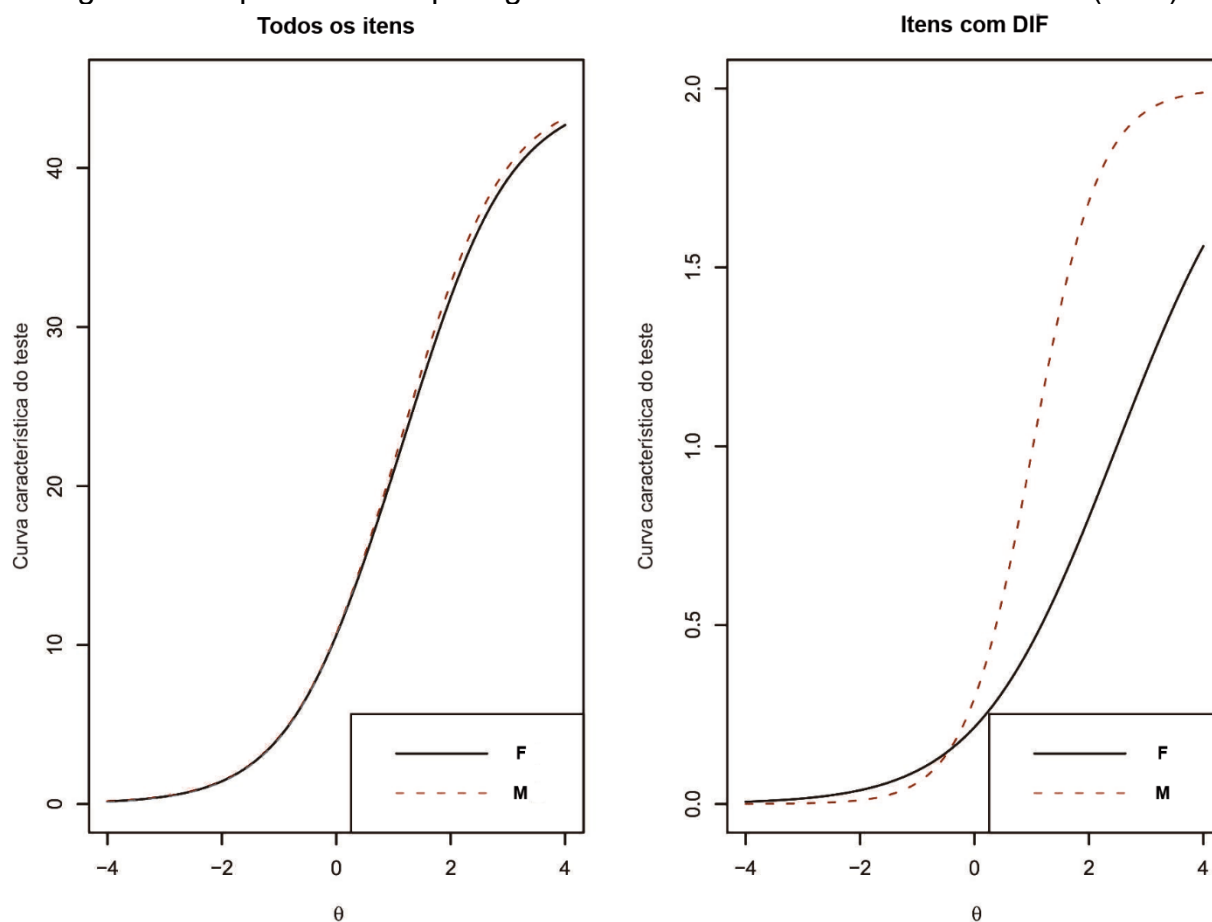 Todos os itens
Curva característica do teste
40
30
20
10
0
F
M
−4 −2 0 2 4
θ
Itens com DIF
Curva característica do teste
2.0
1.5
1.0
0.5
0.0
F
M
−4 −2 0 2 4
θ